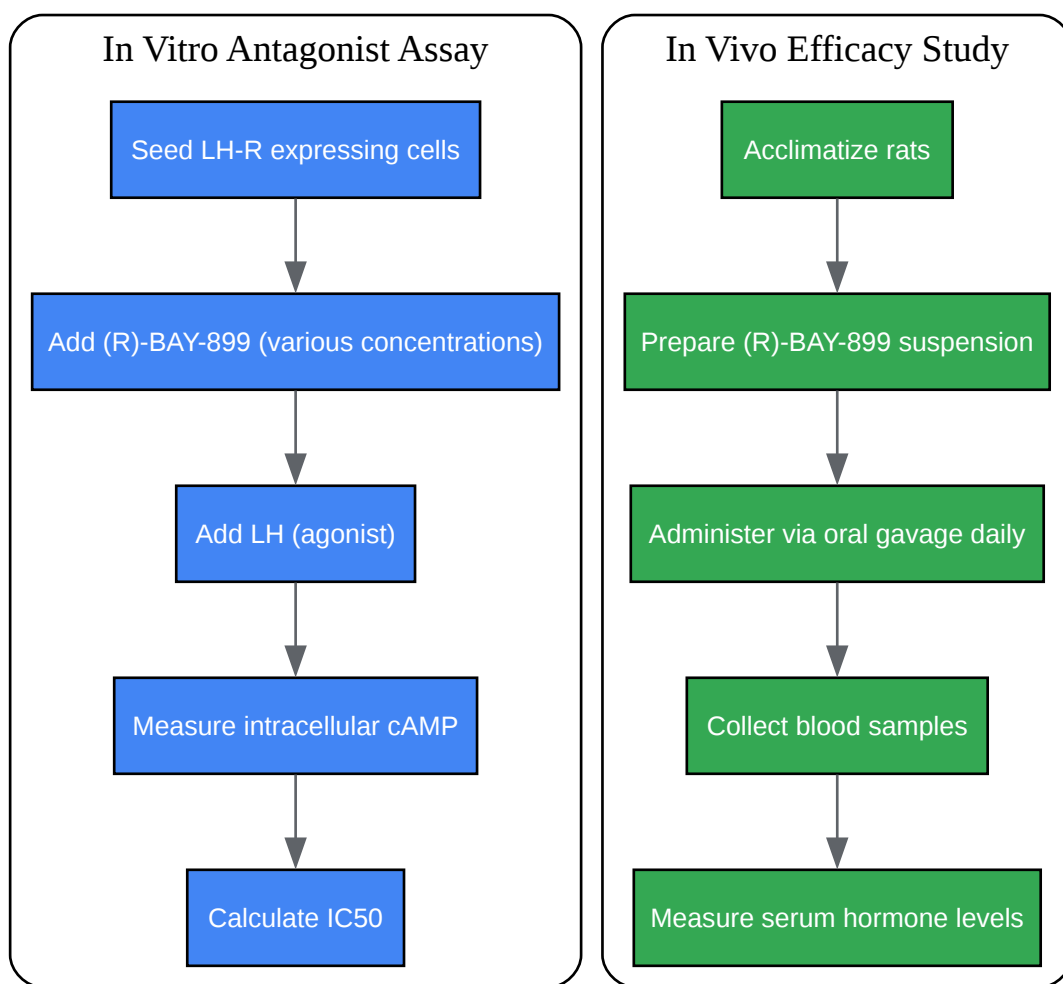 In Vitro Antagonist Assay
Seed LH-R expressing cells
Add (R)-BAY-899 (various concentrations)
Add LH (agonist)
Measure intracellular cAMP
Calculate IC50
In Vivo Efficacy Study
Acclimatize rats
Prepare (R)-BAY-899 suspension
Administer via oral gavage daily
Collect blood samples
Measure serum hormone levels